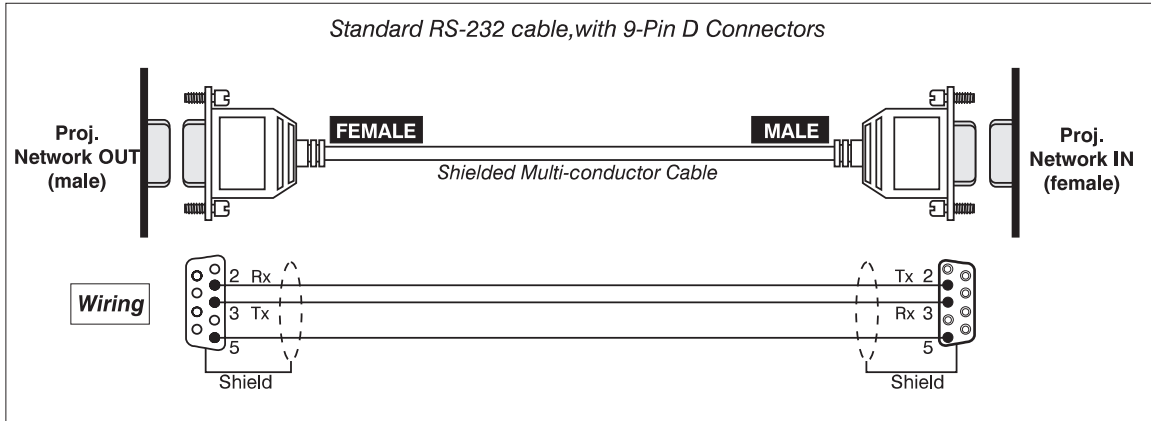 Standard RS-232 cable,with 9-Pin D Connectors
Proj.
Network OUT
(male)
FEMALE
MALE
Shielded Multi-conductor Cable
Proj.
Network IN
(female)
Wiring
2 Rx
Tx 2
3 Tx
Rx 3
5
5
Shield
Shield